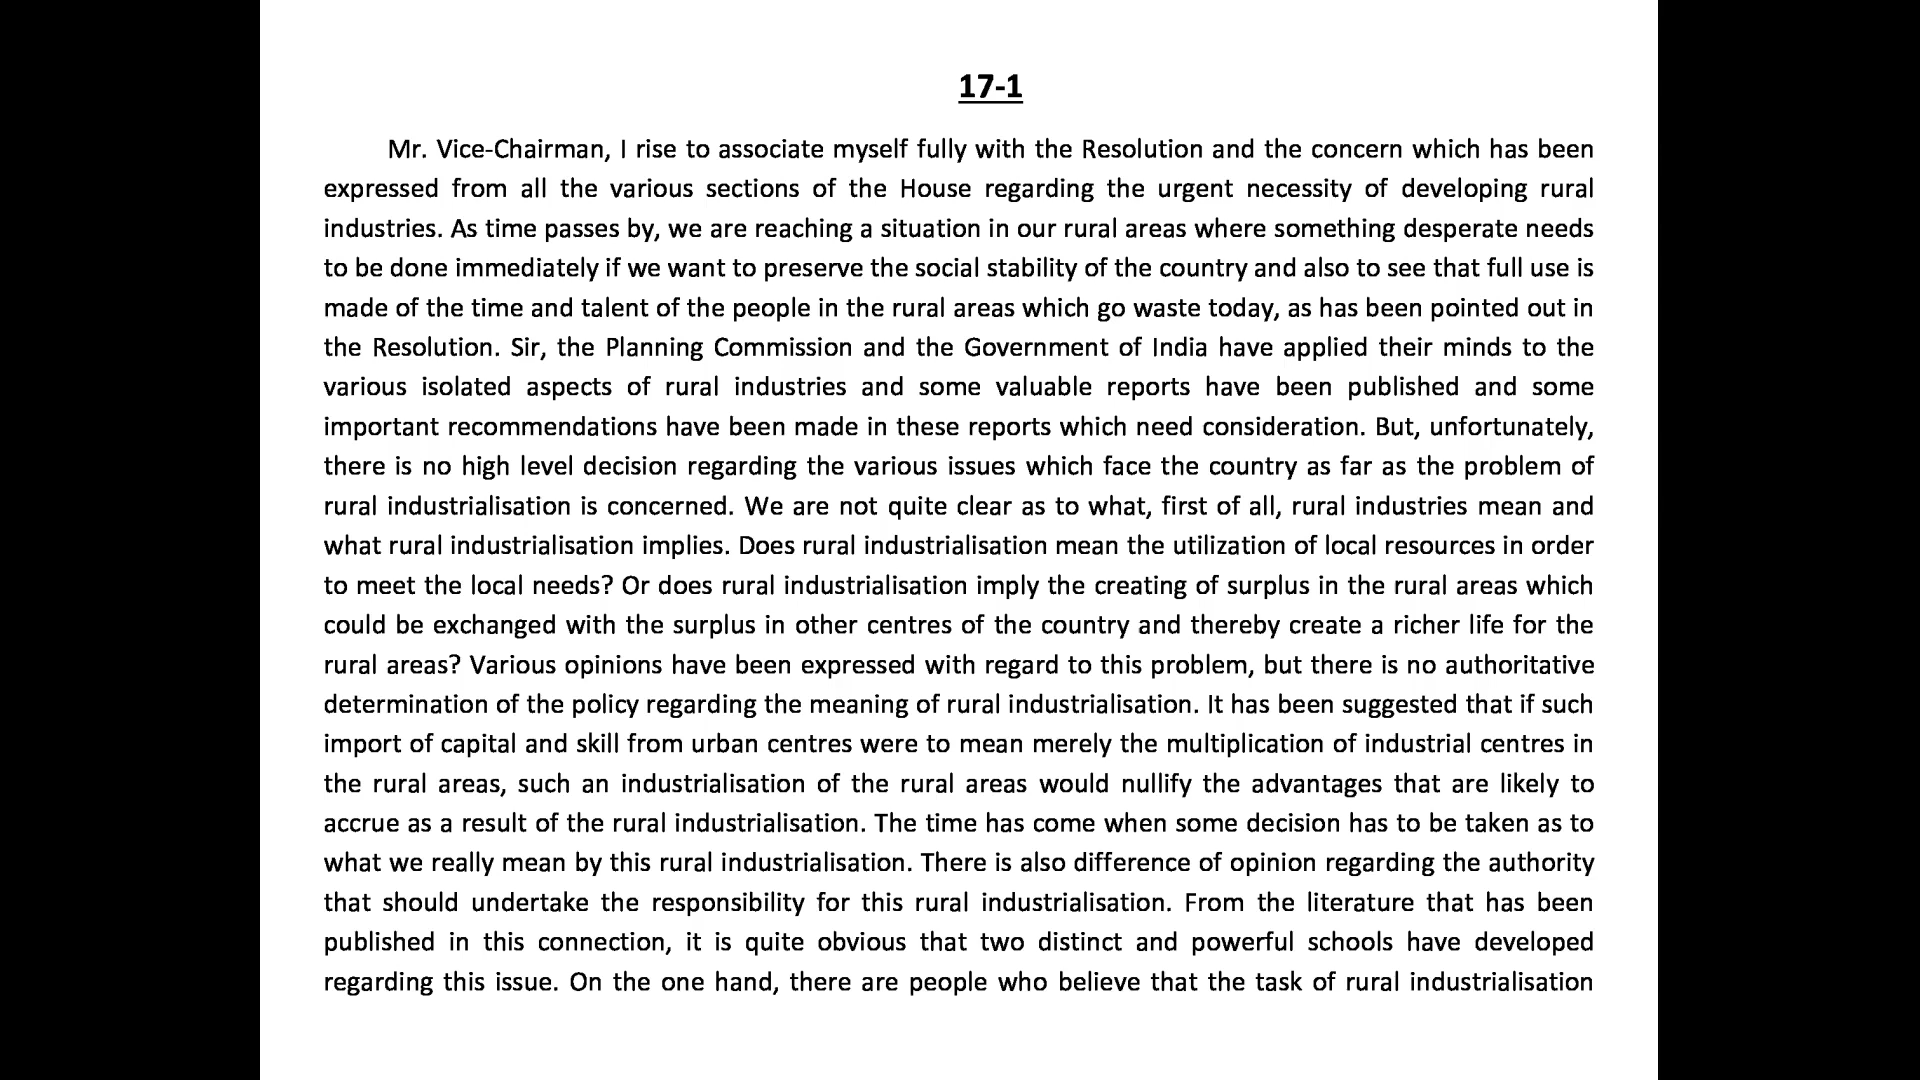 17-1
Mr. Vice-Chairman, I rise to associate myself fully with the Resolution and the concern which has been
expressed from all the various sections of the House regarding the urgent necessity of developing rural
industries. As time passes by, we are reaching a situation in our rural areas where something desperate needs
to be done immediately if we want to preserve the social stability of the country and also to see that full use is
made of the time and talent of the people in the rural areas which go waste today, as has been pointed out in
the Resolution. Sir, the Planning Commission and the Government of India have applied their minds to the
various isolated aspects of rural industries and some valuable reports have been published and some
important recommendations have been made in these reports which need consideration. But, unfortunately,
there is no high level decision regarding the various issues which face the country as far as the problem of
rural industrialisation is concerned. We are not quite clear as to what, first of all, rural industries mean and
what rural industrialisation implies. Does rural industrialisation mean the utilization of local resources in order
to meet the local needs? Or does rural industrialisation imply the creating of surplus in the rural areas which
could be exchanged with the surplus in other centres of the country and thereby create a richer life for the
rural areas? Various opinions have been expressed with regard to this problem, but there is no authoritative
determination of the policy regarding the meaning of rural industrialisation. It has been suggested that if such
import of capital and skill from urban centres were to mean merely the multiplication of industrial centres in
the rural areas, such an industrialisation of the rural areas would nullify the advantages that are likely to
accrue as a result of the rural industrialisation. The time has come when some decision has to be taken as to
what we really mean by this rural industrialisation. There is also difference of opinion regarding the authority
that should undertake the responsibility for this rural industrialisation. From the literature that has been
published in this connection, it is quite obvious that two distinct and powerful schools have developed
regarding this issue. On the one hand, there are people who believe that the task of rural industrialisation